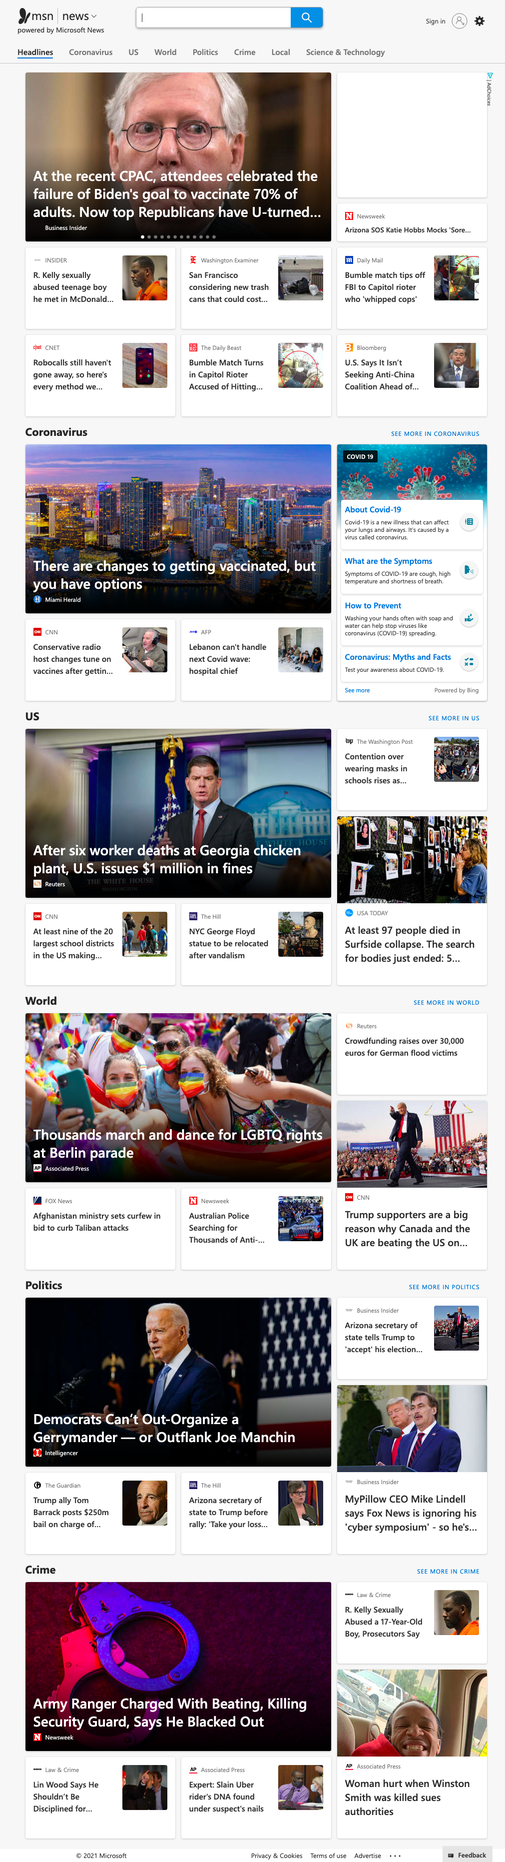 msn | news
powered by Microsoft News
Sign in
Headlines Coronavirus US World Politics Crime Local Science & Technology
At the recent CPAC, attendees celebrated the
failure of Biden's goal to vaccinate 70% of
adults. Now top Republicans have U-turned...
Business Insider
AdChoices
Newsweek
Arizona SOS Katie Hobbs Mocks 'Sore...
INSIDER
R. Kelly sexually
abused teenage boy
he met in McDonald...
Washington Examiner
San Francisco
considering new trash
cans that could cost...
Daily Mail
Bumble match tips off
FBI to Capitol rioter
who 'whipped cops'
CNET
Robocalls still haven't
gone away, so here's
every method we...
The Daily Beast
Bumble Match Turns
in Capitol Rioter
Accused of Hitting...
Bloomberg
U.S. Says It Isn't
Seeking Anti-China
Coalition Ahead of...
Coronavirus
SEE MORE IN CORONAVIRUS
There are changes to getting vaccinated, but
you have options
Miami Herald
COVID 19
About Covid-19
Covid-19 is a new illness that can affect
your lungs and airways. It's caused by a
virus called coronavirus.
What are the Symptoms
Symptoms of COVID-19 are cough, high
temperature and shortness of breath.
How to Prevent
Washing your hands often with soap and
water can help stop viruses like
coronavirus (COVID-19) spreading.
Coronavirus: Myths and Facts
Test your awareness about COVID-19.
See more
Powered by Bing
CNN
Conservative radio
host changes tune on
vaccines after gettin...
AFP
Lebanon can't handle
next Covid wave:
hospital chief
US
SEE MORE IN US
After six worker deaths at Georgia chicken
plant, U.S. issues $1 million in fines
Reuters
The Washington Post
Contention over
wearing masks in
schools rises as...
CNN
At least nine of the 20
largest school districts
in the US making...
The Hill
NYC George Floyd
statue to be relocated
after vandalism
USA TODAY
At least 97 people died in
Surfside collapse. The search
for bodies just ended: 5...
World
SEE MORE IN WORLD
Thousands march and dance for LGBTQ rights
at Berlin parade
Associated Press
Reuters
Crowdfunding raises over 30,000
euros for German flood victims
FOX News
Afghanistan ministry sets curfew in
bid to curb Taliban attacks
Newsweek
Australian Police
Searching for
Thousands of Anti-...
CNN
Trump supporters are a big
reason why Canada and the
UK are beating the US on...
Politics
SEE MORE IN POLITICS
Democrats Can't Out-Organize a
Gerrymander — or Outflank Joe Manchin
Intelligencer
Business Insider
Arizona secretary of
state tells Trump to
'accept' his election...
The Guardian
Trump ally Tom
Barrack posts $250m
bail on charge of...
The Hill
Arizona secretary of
state to Trump before
rally: 'Take your loss...
Business Insider
MyPillow CEO Mike Lindell
says Fox News is ignoring his
'cyber symposium' - so he's...
Crime
SEE MORE IN CRIME
Army Ranger Charged With Beating, Killing
Security Guard, Says He Blacked Out
Newsweek
Law & Crime
R. Kelly Sexually
Abused a 17-Year-Old
Boy, Prosecutors Say
Law & Crime
Lin Wood Says He
Shouldn't Be
Disciplined for...
Associated Press
Expert: Slain Uber
rider's DNA found
under suspect's nails
Associated Press
Woman hurt when Winston
Smith was killed sues
authorities
© 2021 Microsoft
Privacy & Cookies Terms of use Advertise ...
Feedback